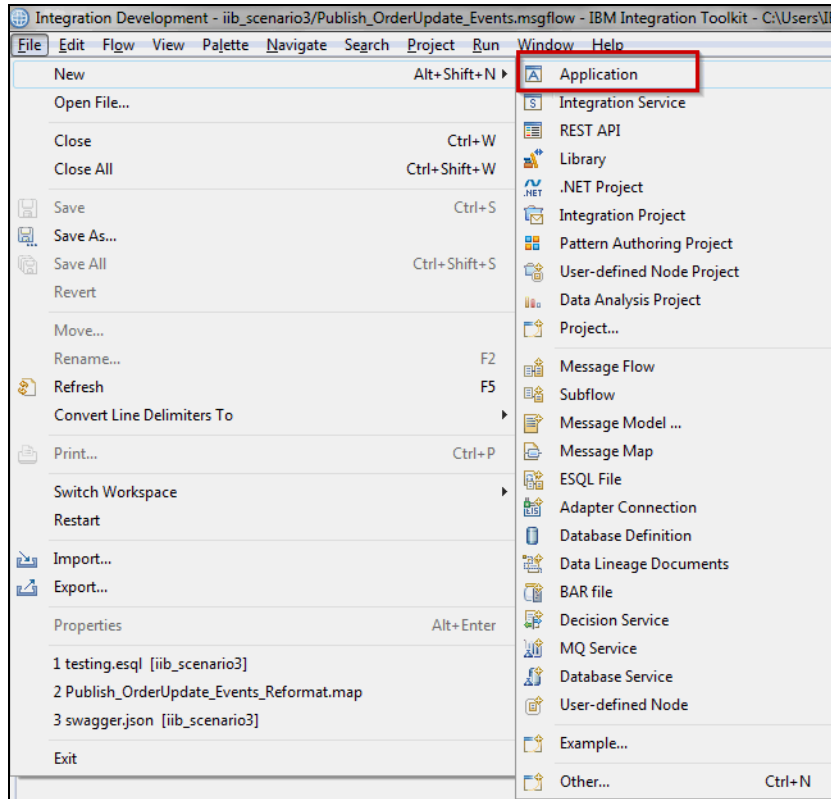 Integration Development - iib_scenario3/Publish_OrderUpdate_Events.msgflow - IBM Integration Toolkit - C:\Users\I
File Edit Flow View Palette Navigate Search Project Run Window Help
New Alt+Shift+N
Open File...
Close Ctrl+W
Close All Ctrl+Shift+W
Save Ctrl+S
Save As...
Save All Ctrl+Shift+S
Revert
Move...
Rename... F2
Refresh F5
Convert Line Delimiters To
Print... Ctrl+P
Switch Workspace
Restart
Import...
Export...
Properties Alt+Enter
1 testing.esql [iib_scenario3]
2 Publish_OrderUpdate_Events_Reformat.map
3 swagger.json [iib_scenario3]
Exit
Application
Integration Service
REST API
Library
.NET Project
Integration Project
Pattern Authoring Project
User-defined Node Project
Data Analysis Project
Project...
Message Flow
Subflow
Message Model ...
Message Map
ESQL File
Adapter Connection
Database Definition
Data Lineage Documents
BAR file
Decision Service
MQ Service
Database Service
User-defined Node
Example...
Other... Ctrl+N